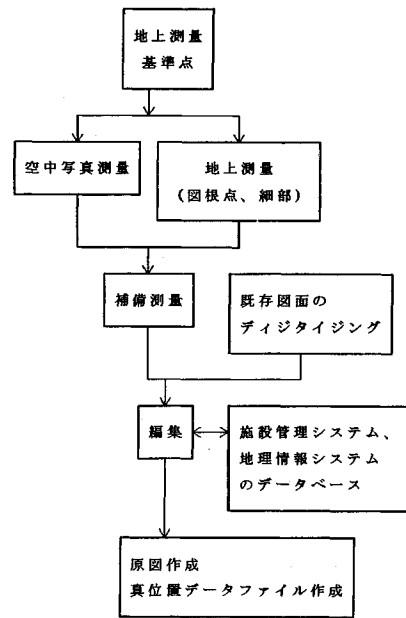 地上測量
基準点
空中写真測量
地上測量
(図根点、細部)
補備測量
既存図面の
ディジタイジング
編集
施設管理システム、
地理情報システム
のデータベース
原図作成
真位置データファイル作成